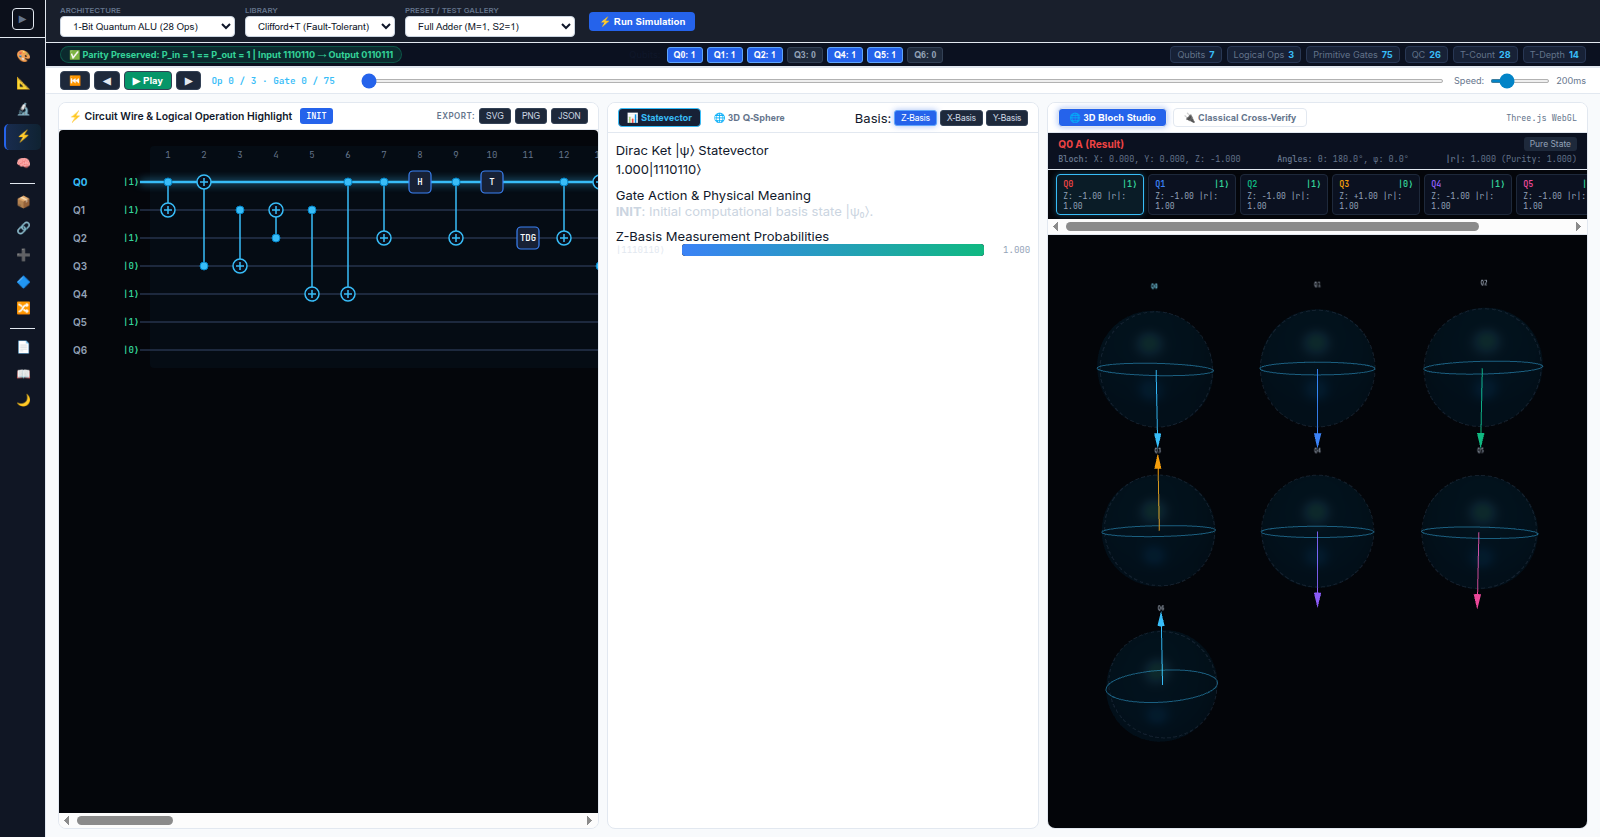 ARCHITECTURE
1-Bit Quantum ALU (28 Ops)
LIBRARY
Clifford+T (Fault-Tolerant)
PRESET / TEST GALLERY
Full Adder (M=1, S2=1)
⚡ Run Simulation
✅ Parity Preserved: P_in = 1 == P_out = 1 | Input 1110110 → Output 0110111
Q0: 1 Q1: 1 Q2: 1 Q3: 0 Q4: 1 Q5: 1 Q6: 0
Qubits 7 Logical Ops 3 Primitive Gates 75 QC 26 T-Count 28 T-Depth 14
▶ Play
Op 0 / 3 · Gate 0 / 75
Speed: 200ms
⚡ Circuit Wire & Logical Operation Highlight INIT
EXPORT: SVG PNG JSON
1 2 3 4 5 6 7 8 9 10 11 12
Q0 |1⟩ H T
Q1 |1⟩
Q2 |1⟩ TDG
Q3 |0⟩
Q4 |1⟩
Q5 |1⟩
Q6 |0⟩
📊 Statevector 🌐 3D Q-Sphere
Basis: Z-Basis X-Basis Y-Basis
Dirac Ket |ψ⟩ Statevector
1.000|1110110⟩
Gate Action & Physical Meaning
INIT: Initial computational basis state |ψ₀⟩.
Z-Basis Measurement Probabilities
|1110110⟩ 1.000
🌐 3D Bloch Studio 🔌 Classical Cross-Verify
Three.js WebGL
Q0 A (Result) Pure State
Bloch: X: 0.000, Y: 0.000, Z: -1.000 Angles: θ: 180.0°, φ: 0.0° |r|: 1.000 (Purity: 1.000)
Q0 |1⟩ Q1 |1⟩ Q2 |1⟩ Q3 |0⟩ Q4 |1⟩ Q5
Z: -1.00 |r|: Z: -1.00 |r|: Z: -1.00 |r|: Z: +1.00 |r|: Z: -1.00 |r|: Z: -1.00 |r|:
1.00 1.00 1.00 1.00 1.00 1.00
Q0 Q1 Q2
Q3 Q4 Q5
Q6